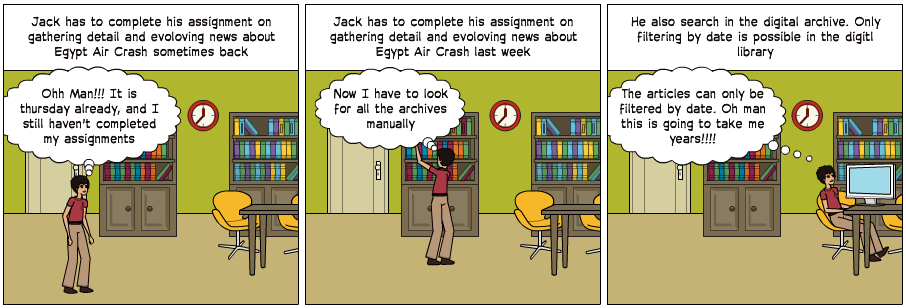 Jack has to complete his assignment on
gathering detail and evoloving news about
Egypt Air Crash sometimes back
Ohh Man!!! It is
thursday already, and I
still haven't completed
my assignments
Jack has to complete his assignment on
gathering detail and evoloving news about
Egypt Air Crash last week
Now I have to look
for all the archives
manually
He also search in the digital archive. Only
filtering by date is possible in the digitl
library
The articles can only be
filtered by date. Oh man
this is going to take me
years!!!!